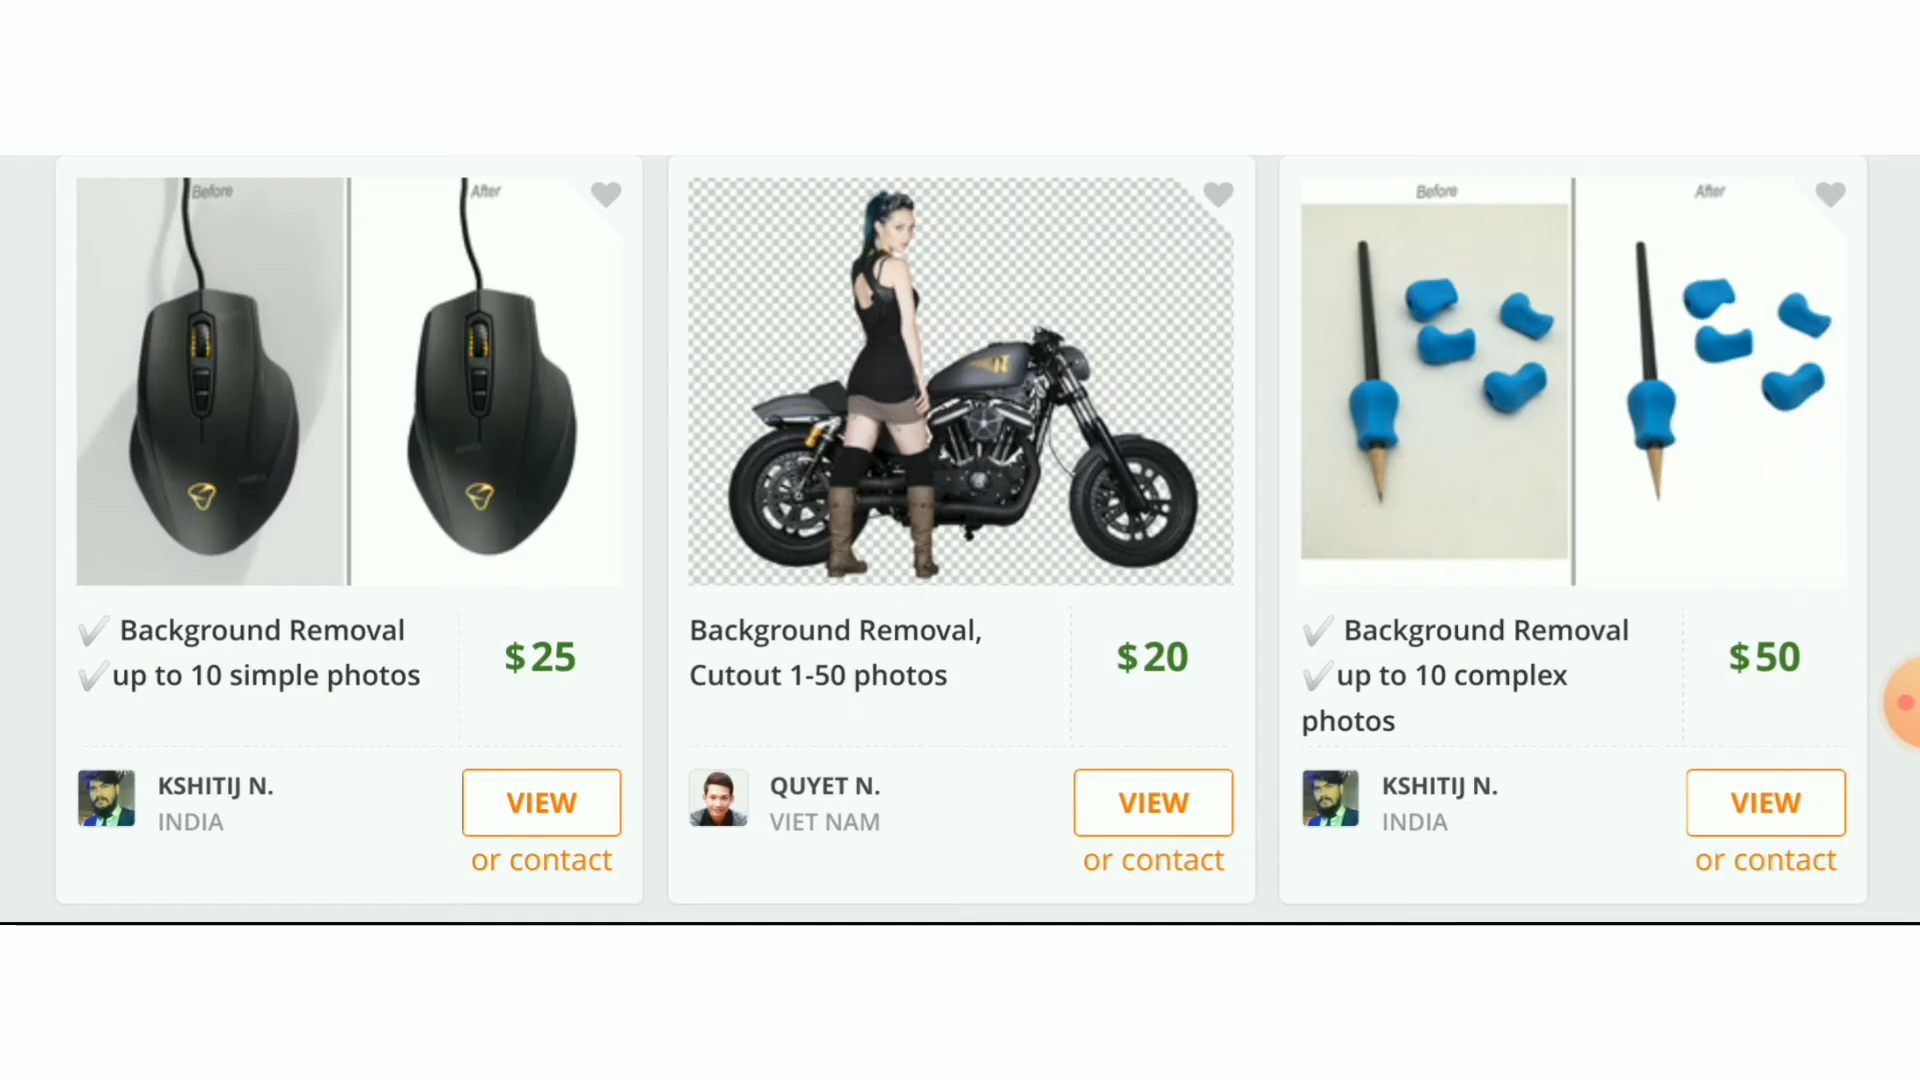 Before
After
✔ Background Removal
✔up to 10 simple photos
$25
KSHITIJ N.
INDIA
VIEW
or contact
Background Removal,
Cutout 1-50 photos
$20
QUYET N.
VIET NAM
VIEW
or contact
Before
After
✔ Background Removal
✔up to 10 complex
photos
$50
KSHITIJ N.
INDIA
VIEW
or contact